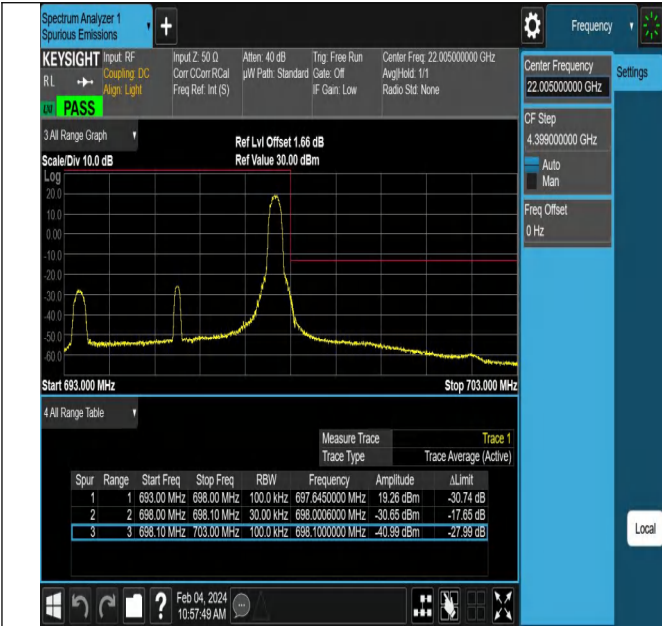 Spectrum Analyzer 1
Spurious Emissions
+
Frequency
KEYSIGHT Input: RF Input Z: 50 Ω Atten: 40 dB Trig: Free Run Center Freq: 22.005000000 GHz
RL Coupling: DC Corr CCorr RCal µW Path: Standard Gate: Off Avg|Hold: 1/1
Align: Light Freq Ref: Int (S) IF Gain: Low Radio Std: None
LXI PASS
Center Frequency
22.005000000 GHz
Settings
CF Step
4.399000000 GHz
Auto
Man
Freq Offset
0 Hz
3 All Range Graph
Ref Lvl Offset 1.66 dB
Scale/Div 10.0 dB Ref Value 30.00 dBm
Log
20.0
10.0
0.00
-10.0
-20.0
-30.0
-40.0
-50.0
-60.0
Start 693.000 MHz Stop 703.000 MHz
4 All Range Table
Measure Trace Trace 1
Trace Type Trace Average (Active)
Spur Range Start Freq Stop Freq RBW Frequency Amplitude ΔLimit
1 1 693.00 MHz 698.00 MHz 100.0 kHz 697.6450000 MHz 19.26 dBm -30.74 dB
2 2 698.00 MHz 698.10 MHz 30.00 kHz 698.0006000 MHz -30.65 dBm -17.65 dB
3 3 698.10 MHz 703.00 MHz 100.0 kHz 698.1000000 MHz -40.99 dBm -27.99 dB
Local
? Feb 04, 2024
10:57:49 AM